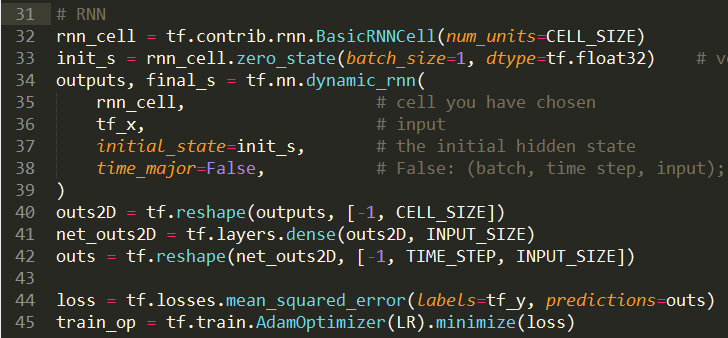 31 # RNN
32 rnn_cell = tf.contrib.rnn.BasicRNNCell(num_units=CELL_SIZE)
33 init_s = rnn_cell.zero_state(batch_size=1, dtype=tf.float32) #
34 outputs, final_s = tf.nn.dynamic_rnn(
35 rnn_cell, # cell you have chosen
36 tf_x, # input
37 initial_state=init_s, # the initial hidden state
38 time_major=False, # False: (batch, time step, input);
39 )
40 outs2D = tf.reshape(outputs, [-1, CELL_SIZE])
41 net_outs2D = tf.layers.dense(outs2D, INPUT_SIZE)
42 outs = tf.reshape(net_outs2D, [-1, TIME_STEP, INPUT_SIZE])
43
44 loss = tf.losses.mean_squared_error(labels=tf_y, predictions=outs)
45 train_op = tf.train.AdamOptimizer(LR).minimize(loss)